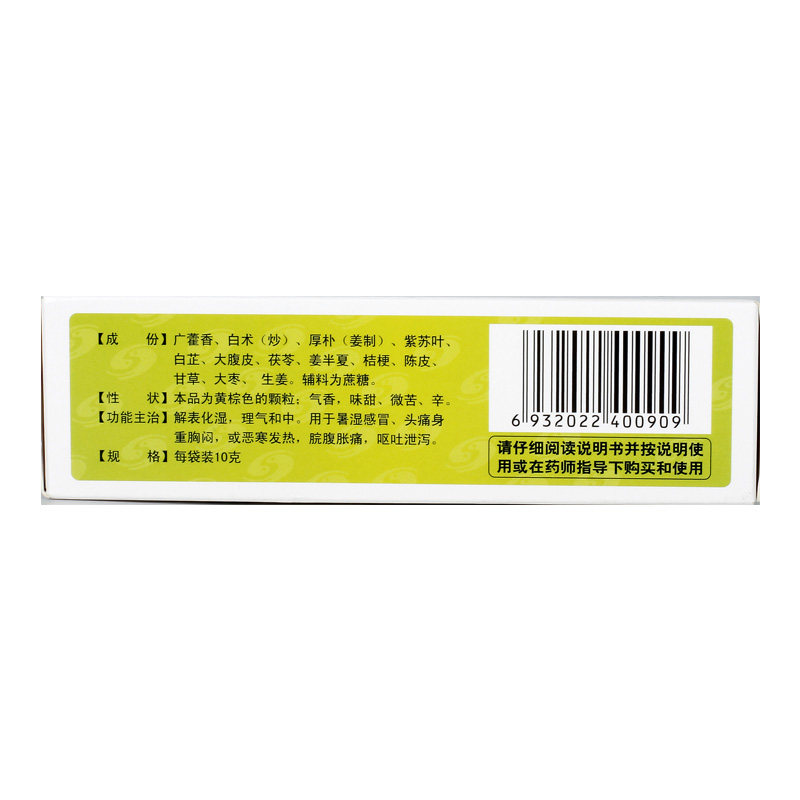 【成　份】广藿香、白术（炒）、厚朴（姜制）、紫苏叶、
白芷、大腹皮、茯苓、姜半夏、桔梗、陈皮、
甘草、大枣、生姜。辅料为蔗糖。
【性　状】本品为黄棕色的颗粒；气香，味甜、微苦、辛。
【功能主治】解表化湿，理气和中。用于暑湿感冒、头痛身
重胸闷，或恶寒发热，脘腹胀痛，呕吐泄泻。
【规　格】每袋装10克
6 932022 400909
请仔细阅读说明书并按说明使
用或在药师指导下购买和使用